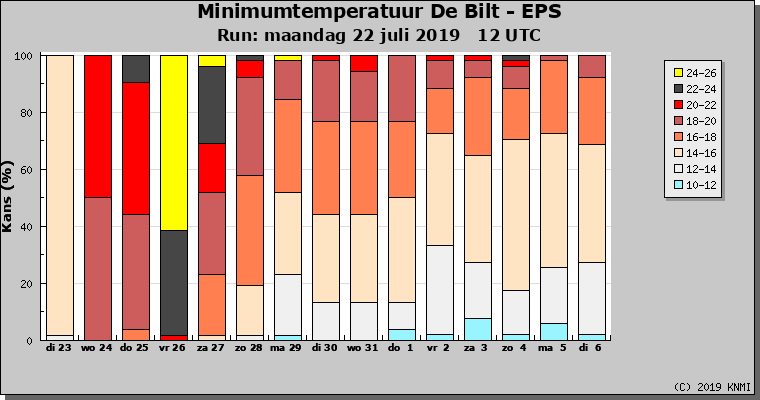 Minimumtemperatuur De Bilt - EPS
Run: maandag 22 juli 2019 12 UTC
Kans (%)
100
80
60
40
20
0
di 23 wo 24 do 25 vr 26 za 27 zo 28 ma 29 di 30 wo 31 do 1 vr 2 za 3 zo 4 ma 5 di 6
24-26
22-24
20-22
18-20
16-18
14-16
12-14
10-12
(C) 2019 KNMI